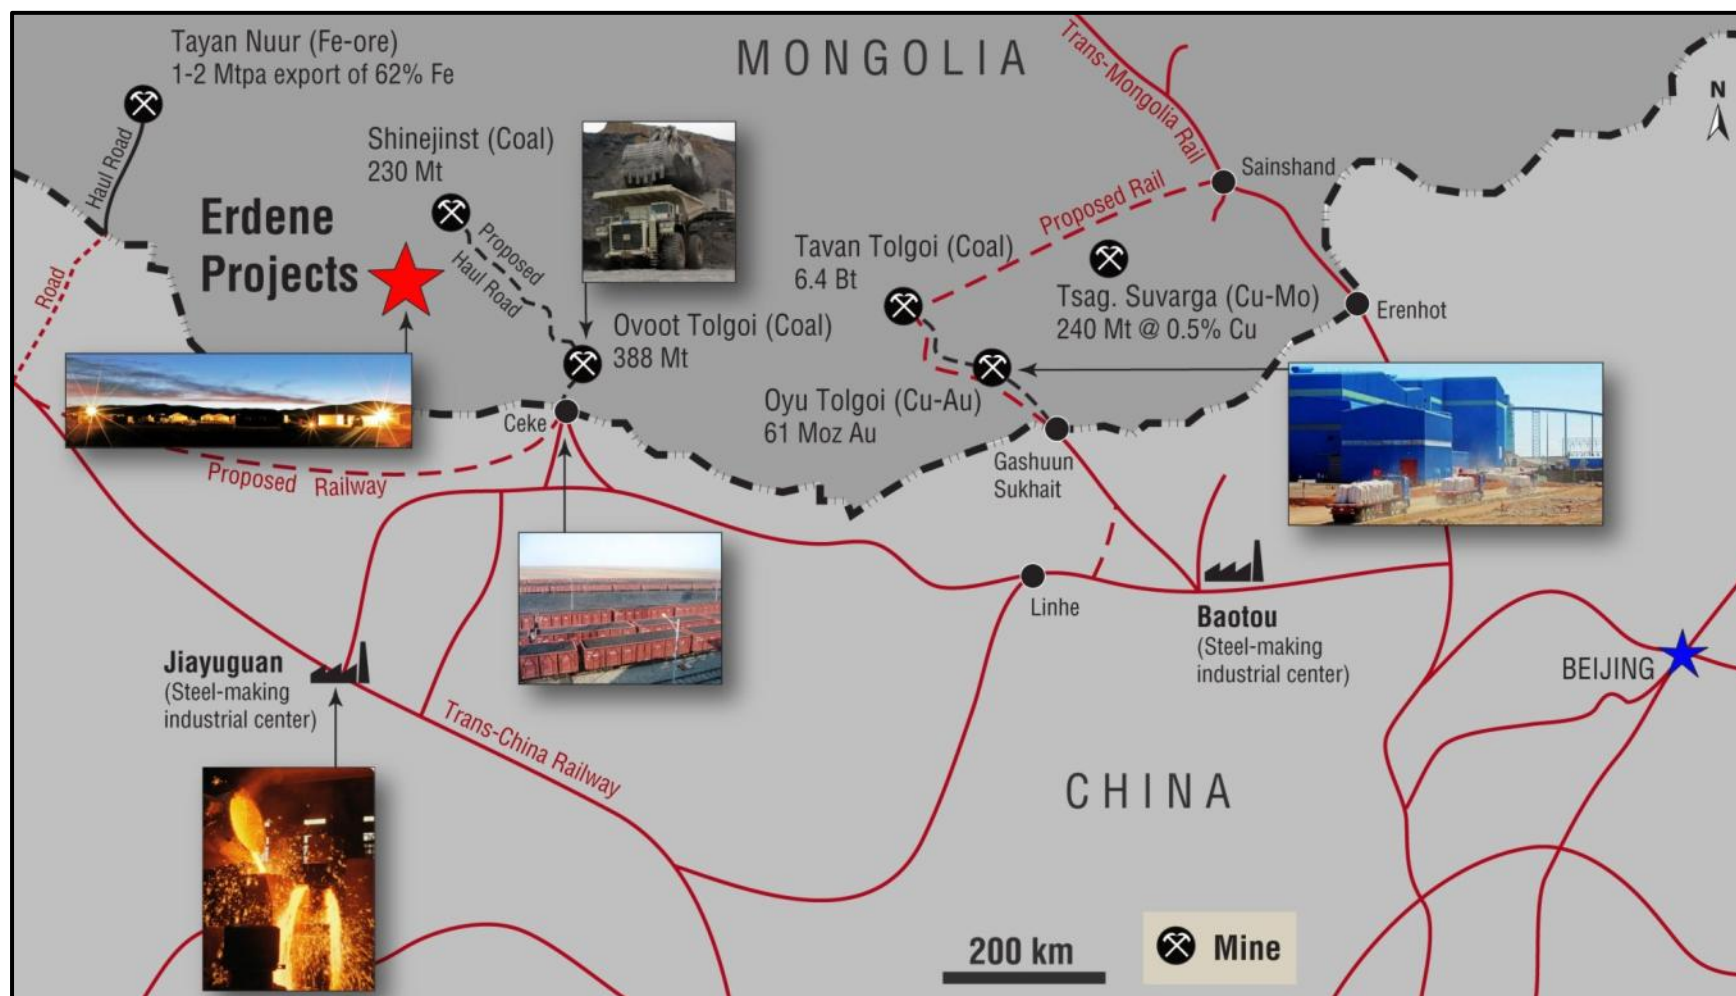 Tayan Nuur (Fe-ore)
1-2 Mtpa export of 62% Fe
MONGOLIA
Trans-Mongolia Rail
N
Haul Road
Shinejinst (Coal)
230 Mt
Sainshand
Erdene
Projects
Proposed
Haul Road
Proposed Rail
Tavan Tolgoi (Coal)
6.4 Bt
Tsag. Suvarga (Cu-Mo)
240 Mt @ 0.5% Cu
Erenhot
Road
Ovoot Tolgoi (Coal)
388 Mt
Oyu Tolgoi (Cu-Au)
61 Moz Au
Ceke
Gashuun
Sukhait
Proposed Railway
Linhe
Baotou
(Steel-making
industrial center)
Jiayuguan
(Steel-making
industrial center)
BEIJING
Trans-China Railway
CHINA
200 km
Mine